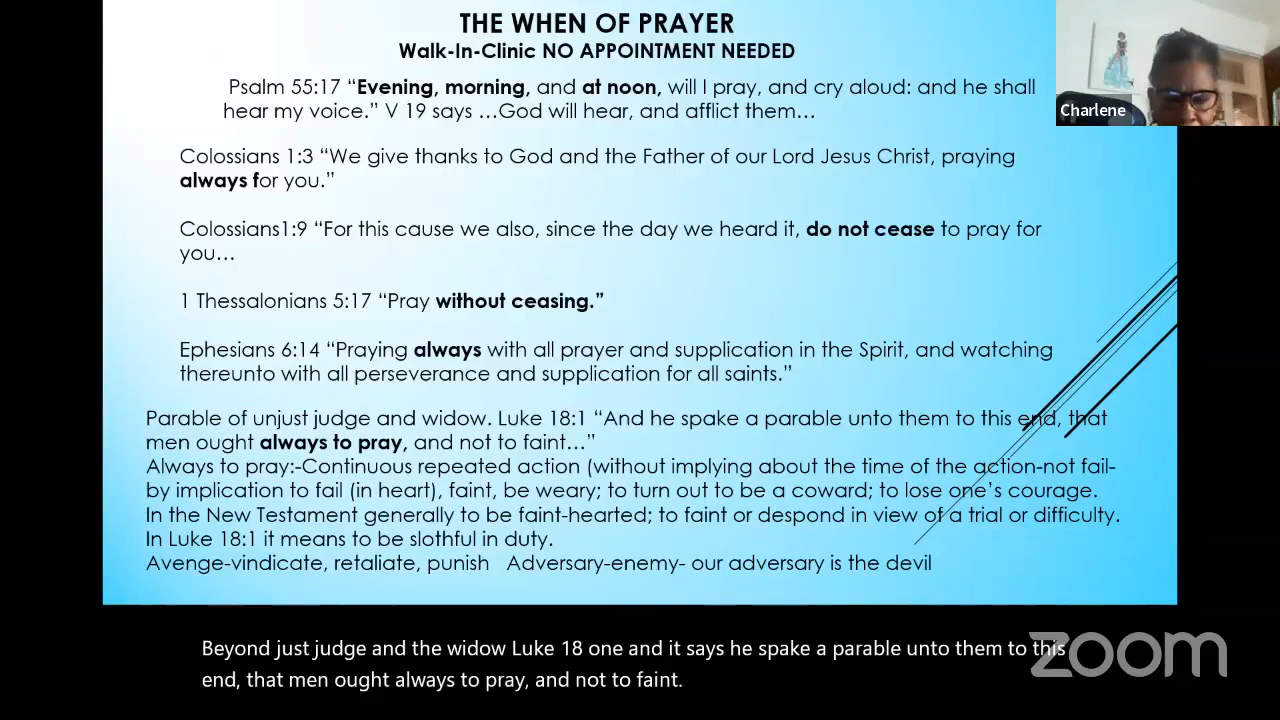 THE WHEN OF PRAYER
Walk-In-Clinic NO APPOINTMENT NEEDED
Psalm 55:17 “Evening, morning, and at noon, will I pray, and cry aloud: and he shall
hear my voice.” V 19 says …God will hear, and afflict them…
Charlene
Colossians 1:3 “We give thanks to God and the Father of our Lord Jesus Christ, praying
always for you.”
Colossians1:9 “For this cause we also, since the day we heard it, do not cease to pray for
you…
1 Thessalonians 5:17 “Pray without ceasing.”
Ephesians 6:14 “Praying always with all prayer and supplication in the Spirit, and watching
thereunto with all perseverance and supplication for all saints.”
Parable of unjust judge and widow. Luke 18:1 “And he spake a parable unto them to this end, that
men ought always to pray, and not to faint…”
Always to pray:-Continuous repeated action (without implying about the time of the action-not fail-
by implication to fail (in heart), faint, be weary; to turn out to be a coward; to lose one’s courage.
In the New Testament generally to be faint-hearted; to faint or despond in view of a trial or difficulty.
In Luke 18:1 it means to be slothful in duty.
Avenge-vindicate, retaliate, punish Adversary-enemy- our adversary is the devil
Beyond just judge and the widow Luke 18 one and it says he spake a parable unto them to this
end, that men ought always to pray, and not to faint.
zoom